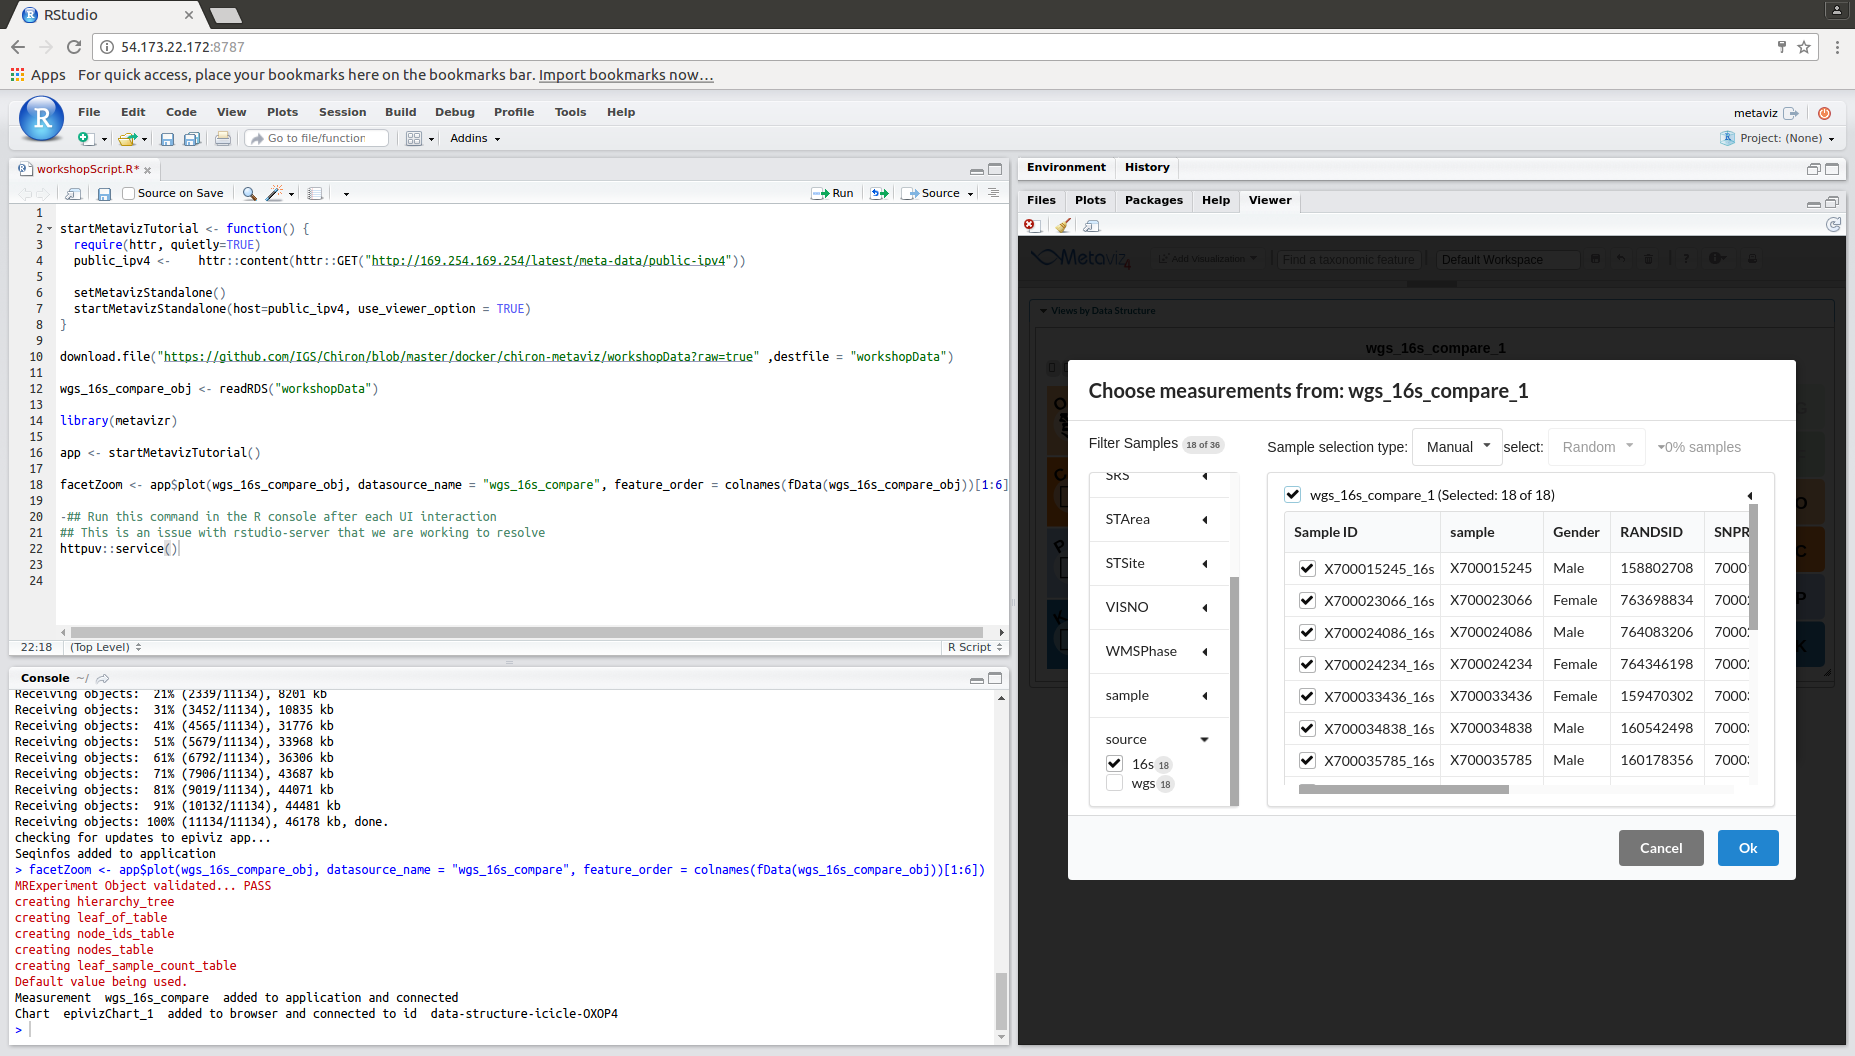 RStudio
54.173.22.172:8787
Apps For quick access, place your bookmarks here on the bookmarks bar. Import bookmarks now...
File Edit Code View Plots Session Build Debug Profile Tools Help
metaviz
Go to file/function Addins
Project: (None)
workshopScript.R*
Source on Save Run Source
1
2 startMetavizTutorial <- function() {
3 require(httr, quietly=TRUE)
4 public_ipv4 <- httr::content(httr::GET("http://169.254.169.254/latest/meta-data/public-ipv4"))
5
6 setMetavizStandalone()
7 startMetavizStandalone(host=public_ipv4, use_viewer_option = TRUE)
8 }
9
10 download.file("https://github.com/IGS/Chiron/blob/master/docker/chiron-metaviz/workshopData?raw=true" ,destfile = "workshopData")
11
12 wgs_16s_compare_obj <- readRDS("workshopData")
13
14 library(metavizr)
15
16 app <- startMetavizTutorial()
17
18 facetZoom <- app$plot(wgs_16s_compare_obj, datasource_name = "wgs_16s_compare", feature_order = colnames(fData(wgs_16s_compare_obj))[1:6]
19
20 -## Run this command in the R console after each UI interaction
21 ## This is an issue with rstudio-server that we are working to resolve
22 httpuv::service()
23
24
22:18 (Top Level) R Script
Console ~/
Receiving objects: 21% (2339/11134), 8201 kb
Receiving objects: 31% (3452/11134), 10835 kb
Receiving objects: 41% (4565/11134), 31776 kb
Receiving objects: 51% (5679/11134), 33968 kb
Receiving objects: 61% (6792/11134), 36306 kb
Receiving objects: 71% (7906/11134), 43687 kb
Receiving objects: 81% (9019/11134), 44071 kb
Receiving objects: 91% (10132/11134), 44481 kb
Receiving objects: 100% (11134/11134), 46178 kb, done.
checking for updates to epiviz app...
Seqinfos added to application
> facetZoom <- app$plot(wgs_16s_compare_obj, datasource_name = "wgs_16s_compare", feature_order = colnames(fData(wgs_16s_compare_obj))[1:6])
MRExperiment Object validated... PASS
creating hierarchy_tree
creating leaf_of_table
creating node_ids_table
creating nodes_table
creating leaf_sample_count_table
Default value being used.
Measurement wgs_16s_compare added to application and connected
Chart epivizChart_1 added to browser and connected to id data-structure-icicle-OXOP4
>
Environment History
Files Plots Packages Help Viewer
Metaviz 4 Add Visualization Find a taxonomic feature Default Workspace
Views by Data Structure
wgs_16s_compare_1
Choose measurements from: wgs_16s_compare_1
Filter Samples 18 of 36
Sample selection type: Manual select: Random 0% samples
SRS
STArea
STSite
VISNO
WMSPhase
sample
source
16s 18
wgs 18
wgs_16s_compare_1 (Selected: 18 of 18)
Sample ID sample Gender RANDSID SNPR
X700015245_16s X700015245 Male 158802708 7000
X700023066_16s X700023066 Female 763698834 7000
X700024086_16s X700024086 Male 764083206 7000
X700024234_16s X700024234 Female 764346198 7000
X700033436_16s X700033436 Female 159470302 7000
X700034838_16s X700034838 Male 160542498 7000
X700035785_16s X700035785 Male 160178356 7000
Cancel Ok